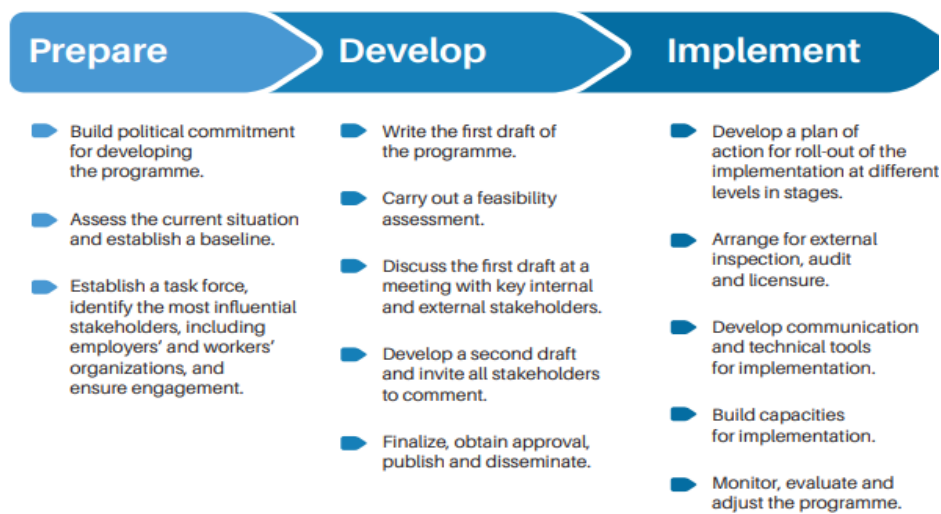 Prepare
Build political commitment
for developing
the programme.
Assess the current situation
and establish a baseline.
Establish a task force,
identify the most influential
stakeholders, including
employers’ and workers’
organizations, and
ensure engagement.
Develop
Write the first draft of
the programme.
Carry out a feasibility
assessment.
Discuss the first draft at a
meeting with key internal
and external stakeholders.
Develop a second draft
and invite all stakeholders
to comment.
Finalize, obtain approval,
publish and disseminate.
Implement
Develop a plan of
action for roll-out of the
implementation at different
levels in stages.
Arrange for external
inspection, audit
and licensure.
Develop communication
and technical tools
for implementation.
Build capacities
for implementation.
Monitor, evaluate and
adjust the programme.